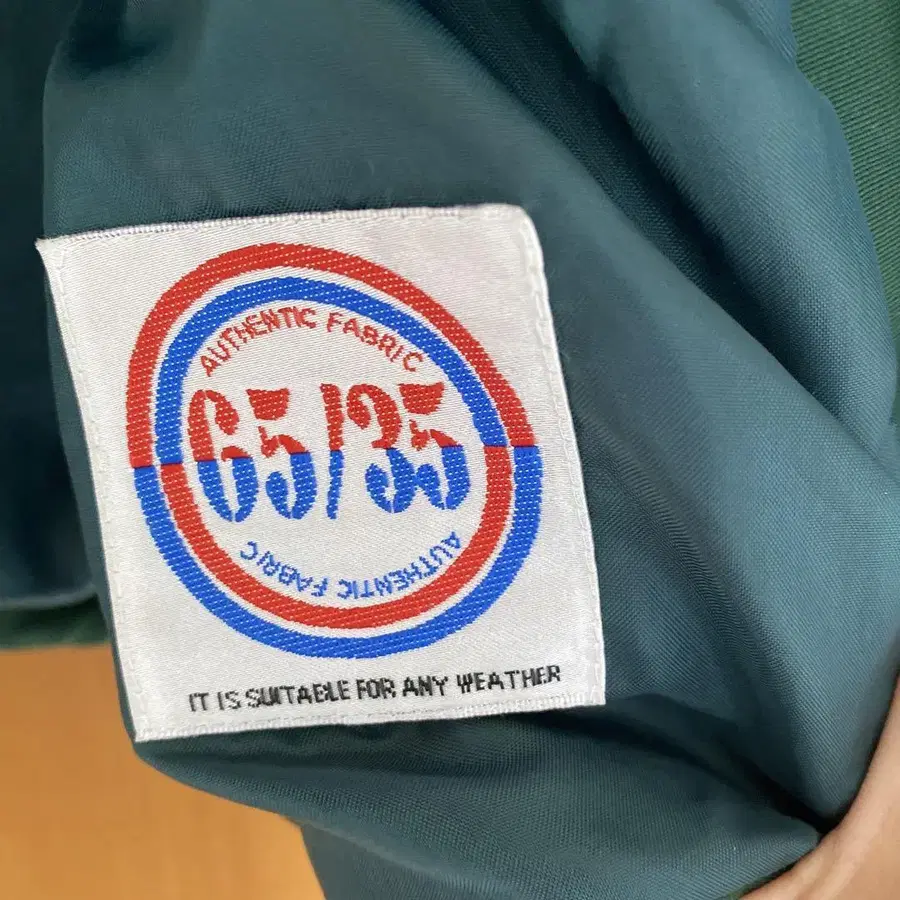 AUTHENTIC FABRIC
65/35
AUTHENTIC FABRIC
IT IS SUITABLE FOR ANY WEATHER